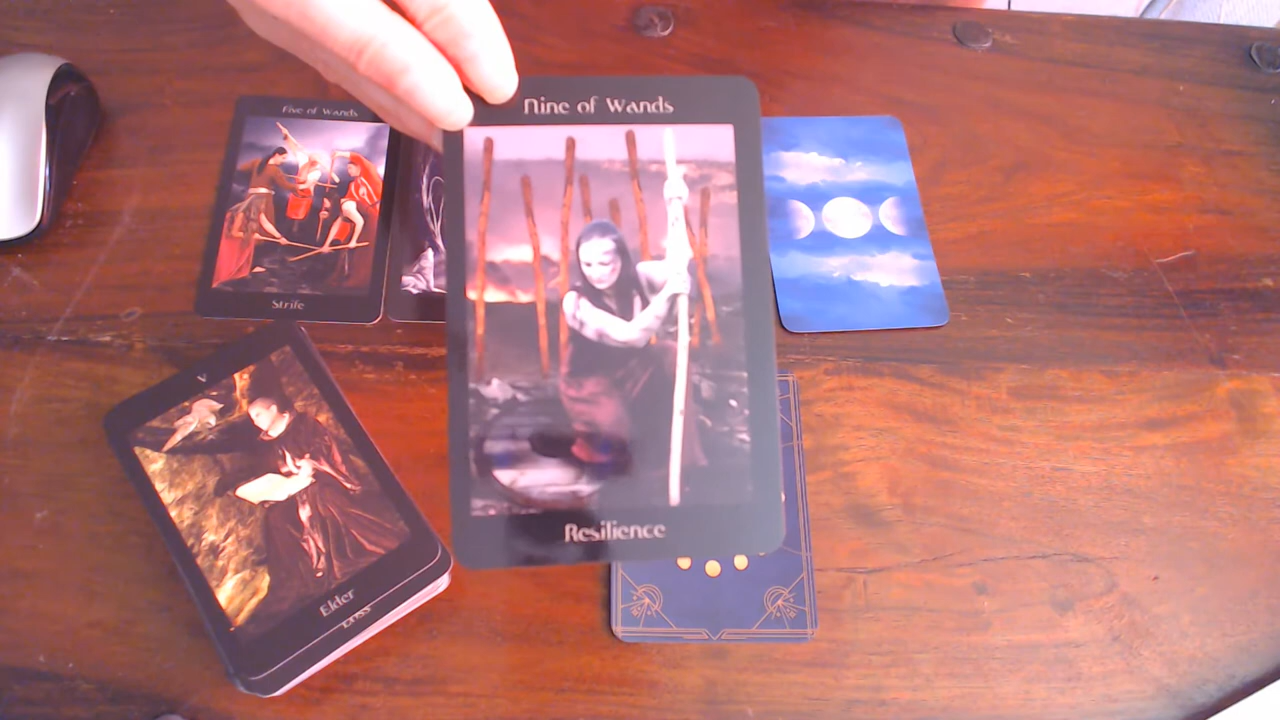 Nine of Wands
Resilience
Five of Wands
Strife
V
Elder